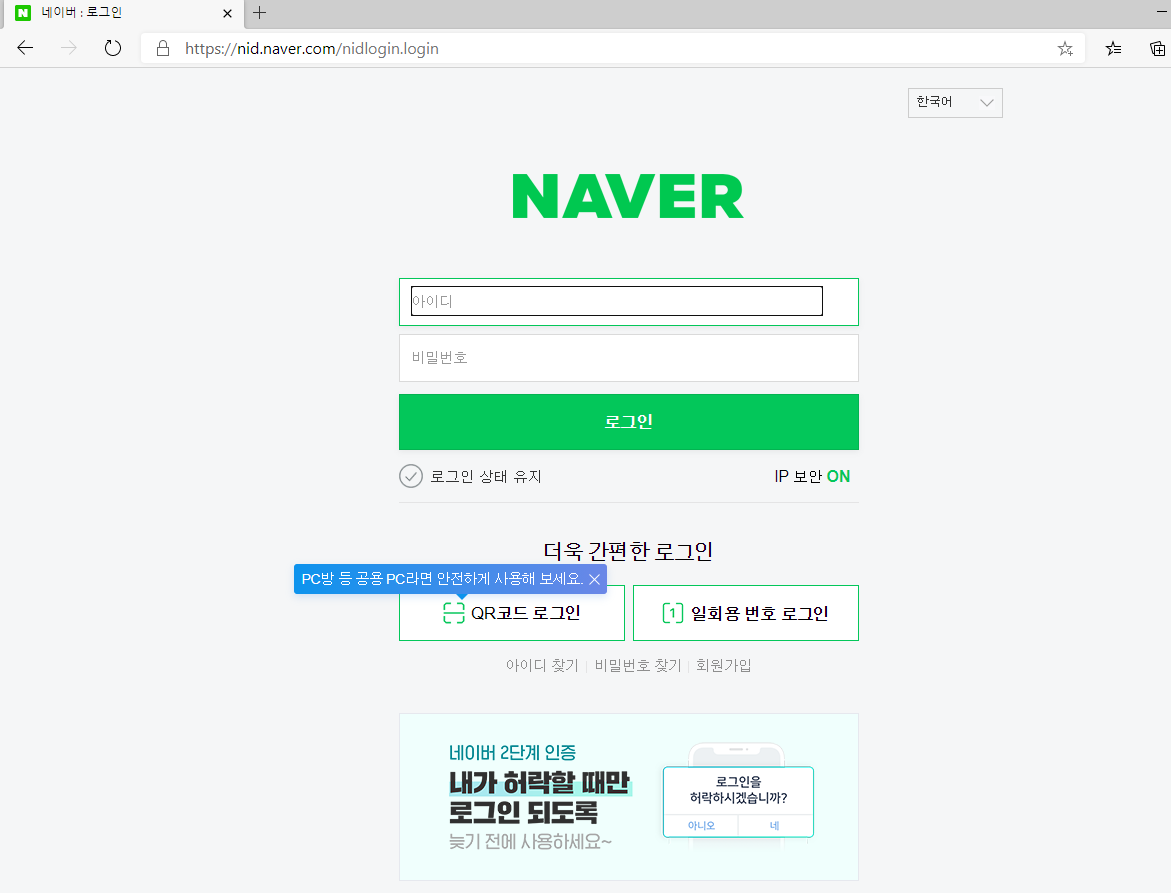 네이버 : 로그인
https://nid.naver.com/nidlogin.login
한국어
NAVER
아이디
비밀번호
로그인
로그인 상태 유지
IP 보안 ON
더욱 간편한 로그인
PC방 등 공용 PC라면 안전하게 사용해 보세요.
QR코드 로그인
1 일회용 번호 로그인
아이디 찾기 | 비밀번호 찾기 | 회원가입
네이버 2단계 인증
내가 허락할 때만
로그인 되도록
늦기 전에 사용하세요~
로그인을
허락하시겠습니까?
아니오 네